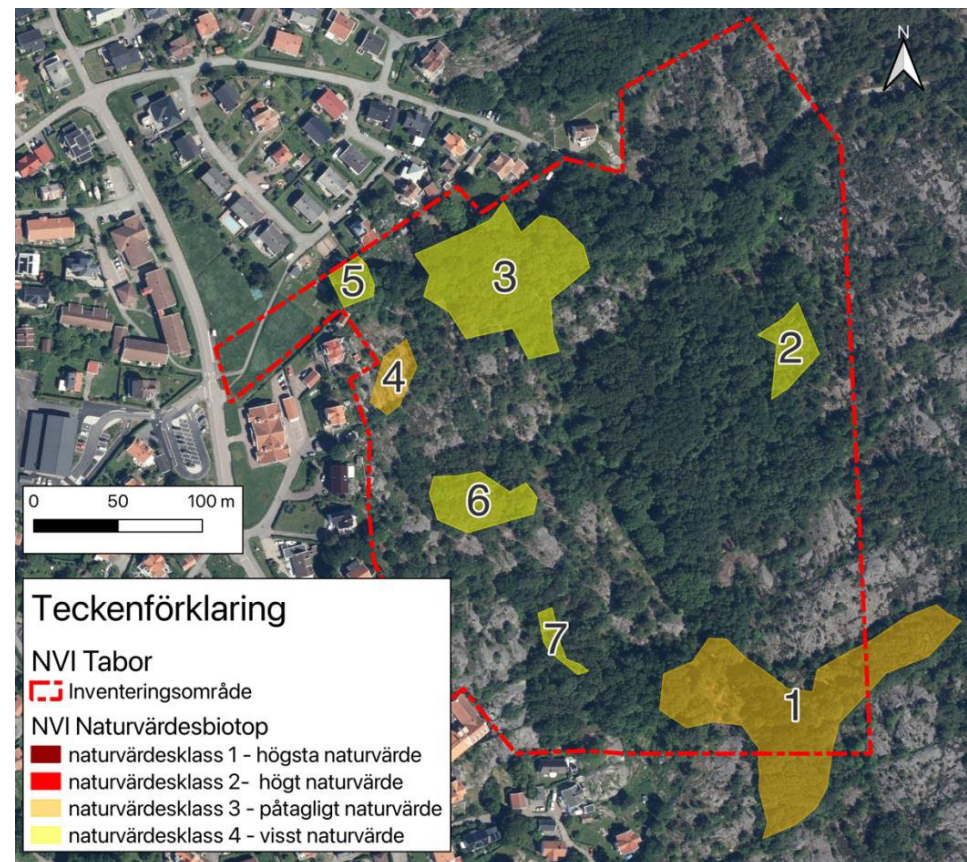 N
5
3
2
4
6
7
1
0 50 100 m
Teckenförklaring
NVI Tabor
Inventeringsområde
NVI Naturvärdesbiotop
naturvärdesklass 1 - högsta naturvärde
naturvärdesklass 2- högt naturvärde
naturvärdesklass 3 - påtagligt naturvärde
naturvärdesklass 4 - visst naturvärde